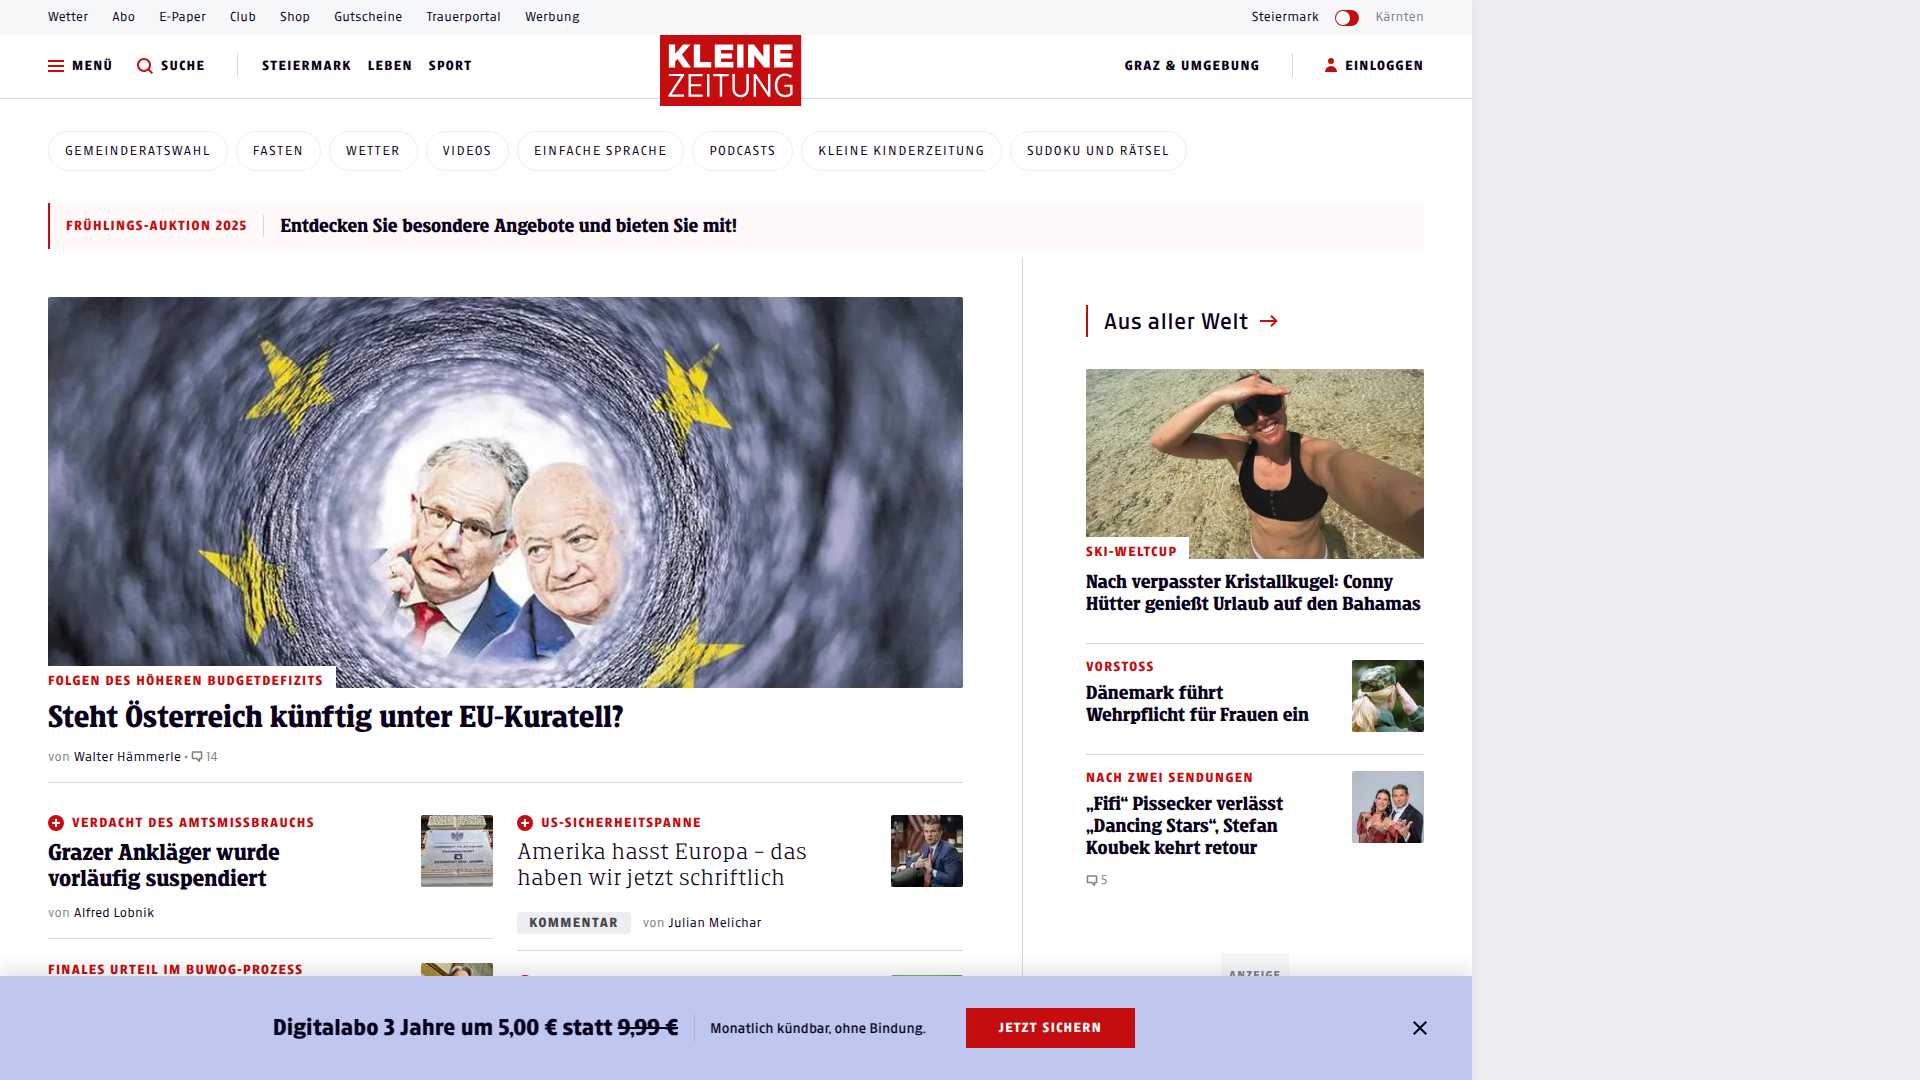 Wetter Abo E-Paper Club Shop Gutscheine Trauerportal Werbung Steiermark Kärnten
MENÜ SUCHE STEIERMARK LEBEN SPORT KLEINE ZEITUNG GRAZ & UMGEBUNG EINLOGGEN
GEMEINDERATSWAHL FASTEN WETTER VIDEOS EINFACHE SPRACHE PODCASTS KLEINE KINDERZEITUNG SUDOKU UND RÄTSEL
FRÜHLINGS-AUKTION 2025 Entdecken Sie besondere Angebote und bieten Sie mit!
FOLGEN DES HÖHEREN BUDGETDEFIZITS
Steht Österreich künftig unter EU-Kuratell?
von Walter Hämmerle • 14
VERDACHT DES AMTSMISSBRAUCHS
Grazer Ankläger wurde
vorläufig suspendiert
von Alfred Lobnik
FINALES URTEIL IM BUWOG-PROZESS
US-SICHERHEITSPANNE
Amerika hasst Europa – das
haben wir jetzt schriftlich
KOMMENTAR von Julian Melichar
Aus aller Welt
SKI-WELTCUP
Nach verpasster Kristallkugel: Conny
Hütter genießt Urlaub auf den Bahamas
VORSTOSS
Dänemark führt
Wehrpflicht für Frauen ein
NACH ZWEI SENDUNGEN
„Fifi“ Pissecker verlässt
„Dancing Stars“, Stefan
Koubek kehrt retour
5
ANZEIGE
Digitalabo 3 Jahre um 5,00 € statt 9,99 € Monatlich kündbar, ohne Bindung. JETZT SICHERN